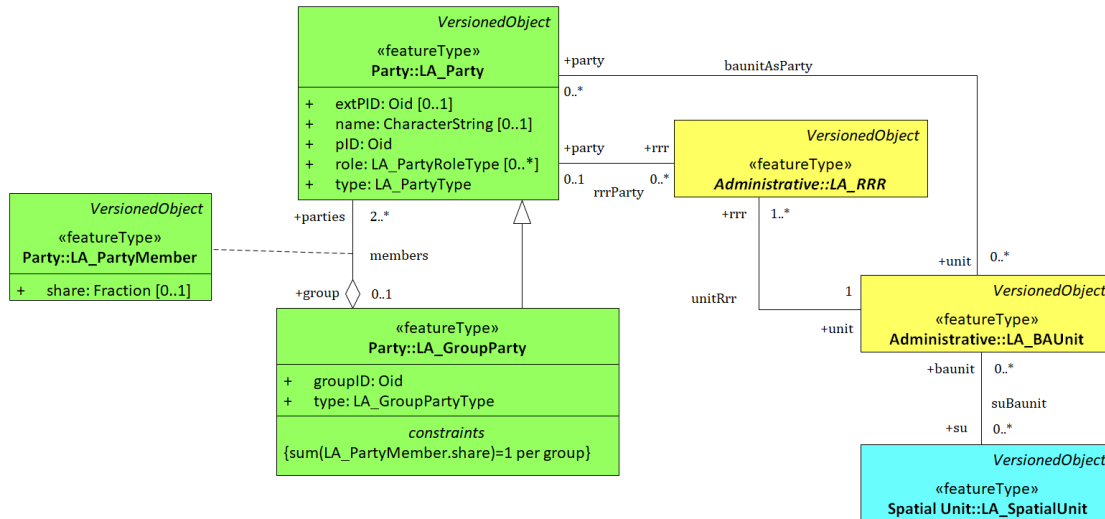 VersionedObject
«featureType»
Party::LA_Party
+ extPID: Oid [0..1]
+ name: CharacterString [0..1]
+ pID: Oid
+ role: LA_PartyRoleType [0..*]
+ type: LA_PartyType
+party
0..*
baunitAsParty
+party
0..1
rrrParty
+rrr
0..*
VersionedObject
«featureType»
Administrative::LA_RRR
VersionedObject
«featureType»
Party::LA_PartyMember
+ share: Fraction [0..1]
+parties
2..*
members
+group
0..1
+rrr
1..*
unitRrr
+unit
0..*
1
+unit
VersionedObject
«featureType»
Administrative::LA_BAUnit
«featureType»
Party::LA_GroupParty
+ groupID: Oid
+ type: LA_GroupPartyType
constraints
{sum(LA_PartyMember.share)=1 per group}
+baunit
0..*
suBaunit
+su
0..*
VersionedObject
«featureType»
Spatial Unit::LA_SpatialUnit